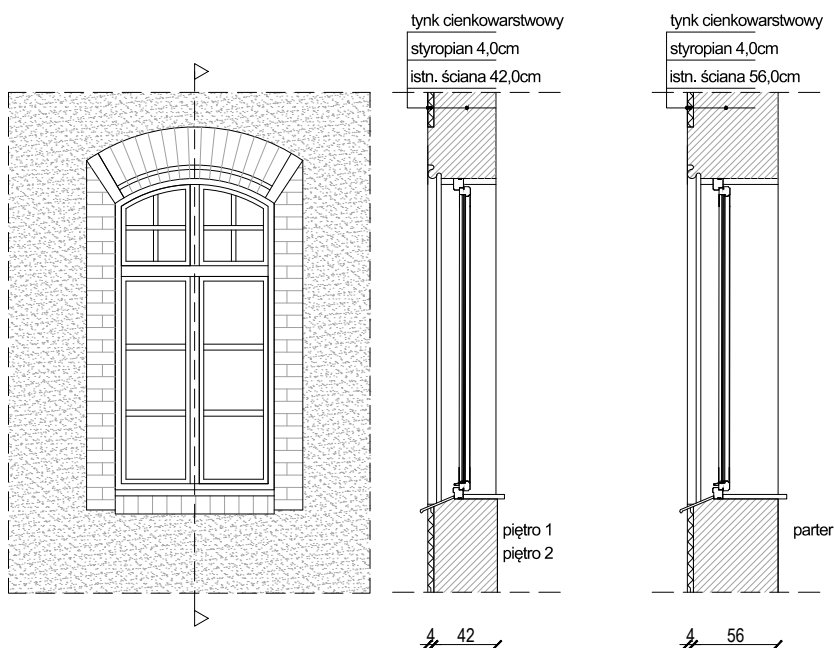 tynk cienkowarstwowy
styropian 4,0cm
istn. ściana 42,0cm
tynk cienkowarstwowy
styropian 4,0cm
istn. ściana 56,0cm
piętro 1
piętro 2
parter
4 42
4 56